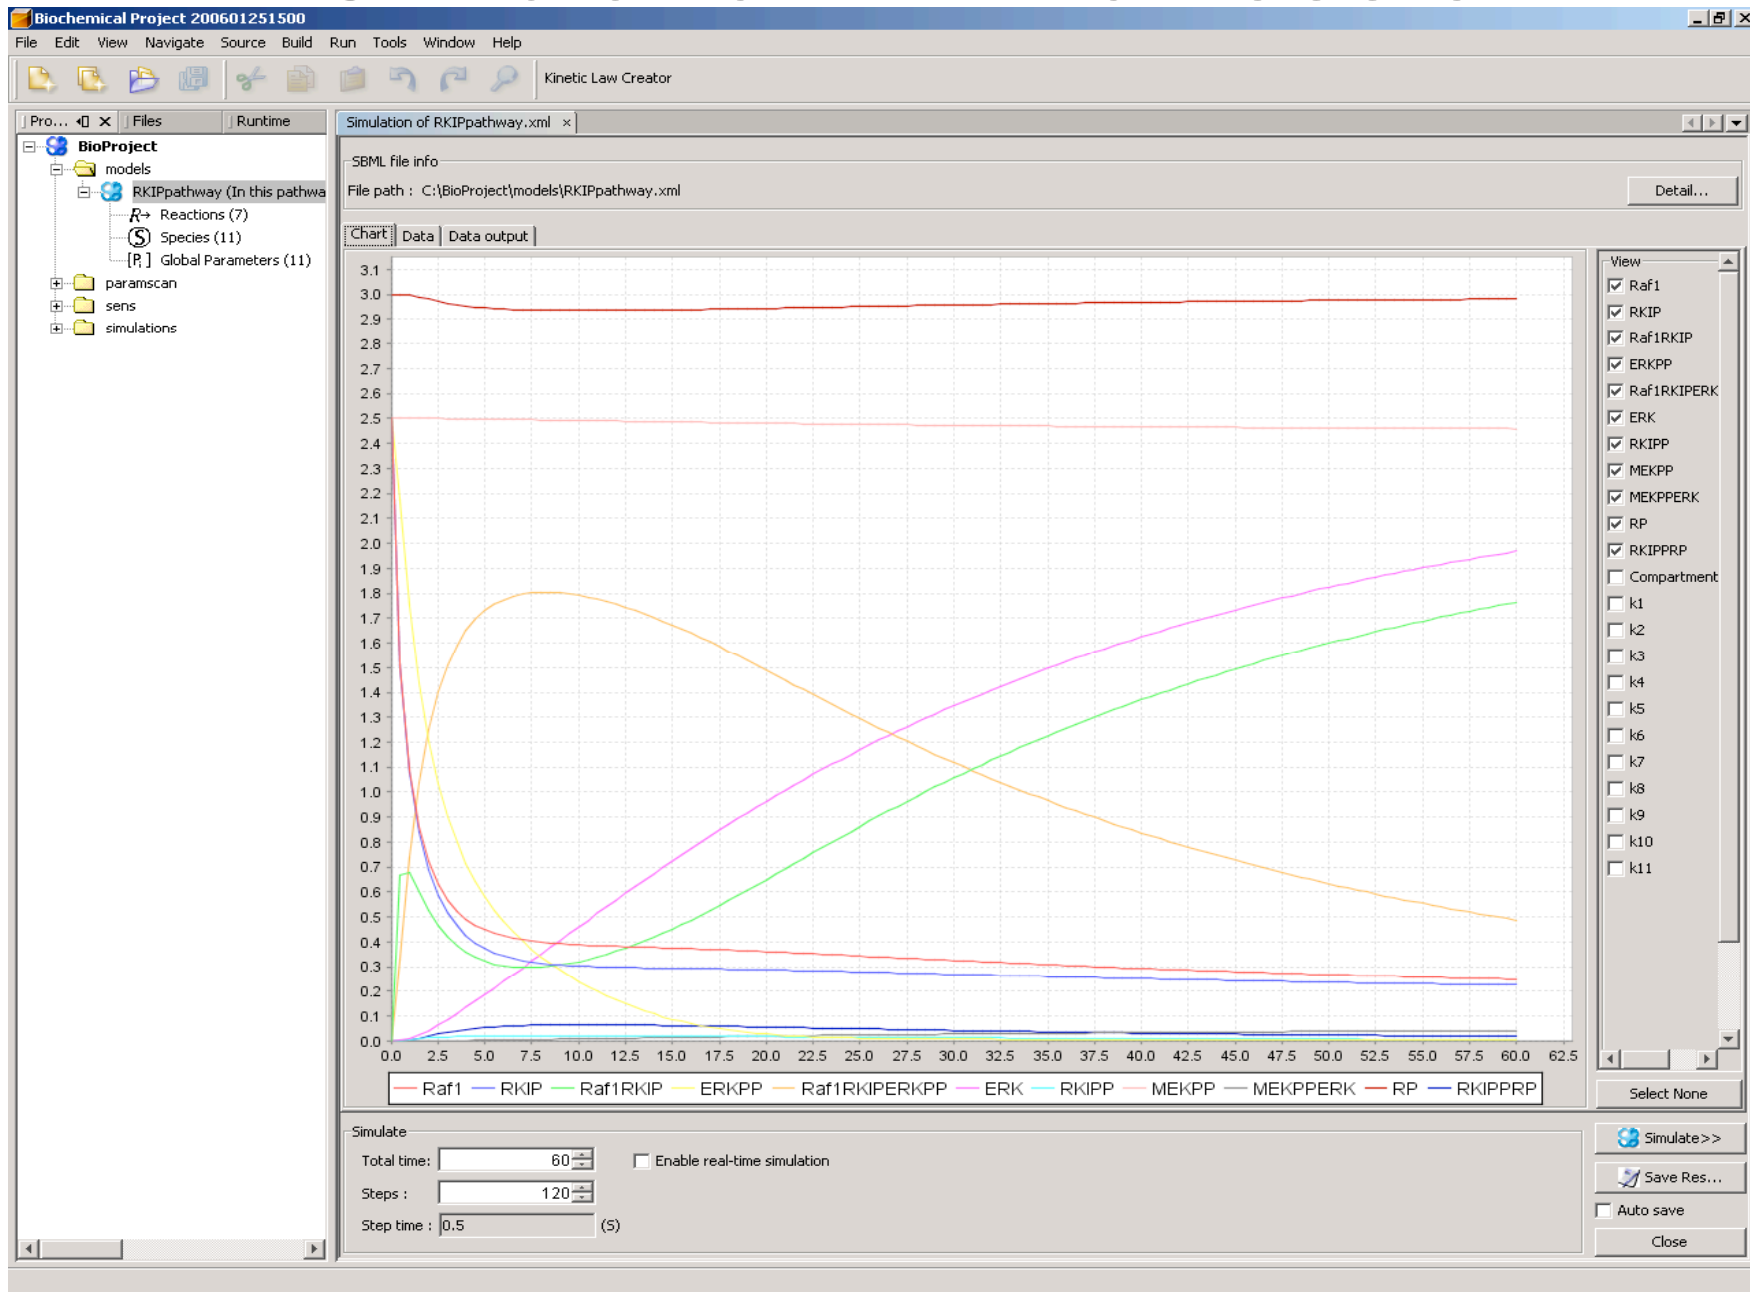 Biochemical Project 200601251500
File Edit View Navigate Source Build Run Tools Window Help
Kinetic Law Creator
Pro... Files Runtime
BioProject
models
RKIPpathway (In this pathwa
R→ Reactions (7)
S Species (11)
[P,] Global Parameters (11)
paramscan
sens
simulations
Simulation of RKIPpathway.xml
SBML file info
File path : C:\BioProject\models\RKIPpathway.xml
Detail...
Chart Data Data output
3.1
3.0
2.9
2.8
2.7
2.6
2.5
2.4
2.3
2.2
2.1
2.0
1.9
1.8
1.7
1.6
1.5
1.4
1.3
1.2
1.1
1.0
0.9
0.8
0.7
0.6
0.5
0.4
0.3
0.2
0.1
0.0
0.0 2.5 5.0 7.5 10.0 12.5 15.0 17.5 20.0 22.5 25.0 27.5 30.0 32.5 35.0 37.5 40.0 42.5 45.0 47.5 50.0 52.5 55.0 57.5 60.0 62.5
Raf1 RKIP Raf1RKIP ERKPP Raf1RKIPERKPP ERK RKIPP MEKPP MEKPPERK RP RKIPPRP
View
Raf1
RKIP
Raf1RKIP
ERKPP
Raf1RKIPERK
ERK
RKIPP
MEKPP
MEKPPERK
RP
RKIPPRP
Compartment
k1
k2
k3
k4
k5
k6
k7
k8
k9
k10
k11
Select None
Simulate
Total time: 60
Enable real-time simulation
Steps : 120
Step time : 0.5 (S)
Simulate>>
Save Res...
Auto save
Close